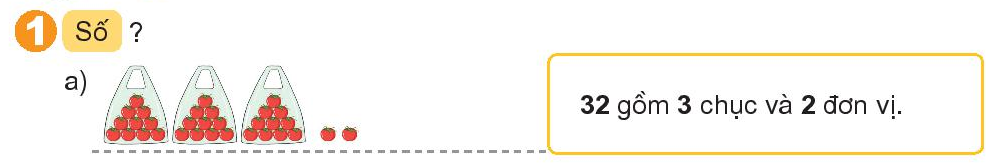 1 Số ?
a)
32 gồm 3 chục và 2 đơn vị.